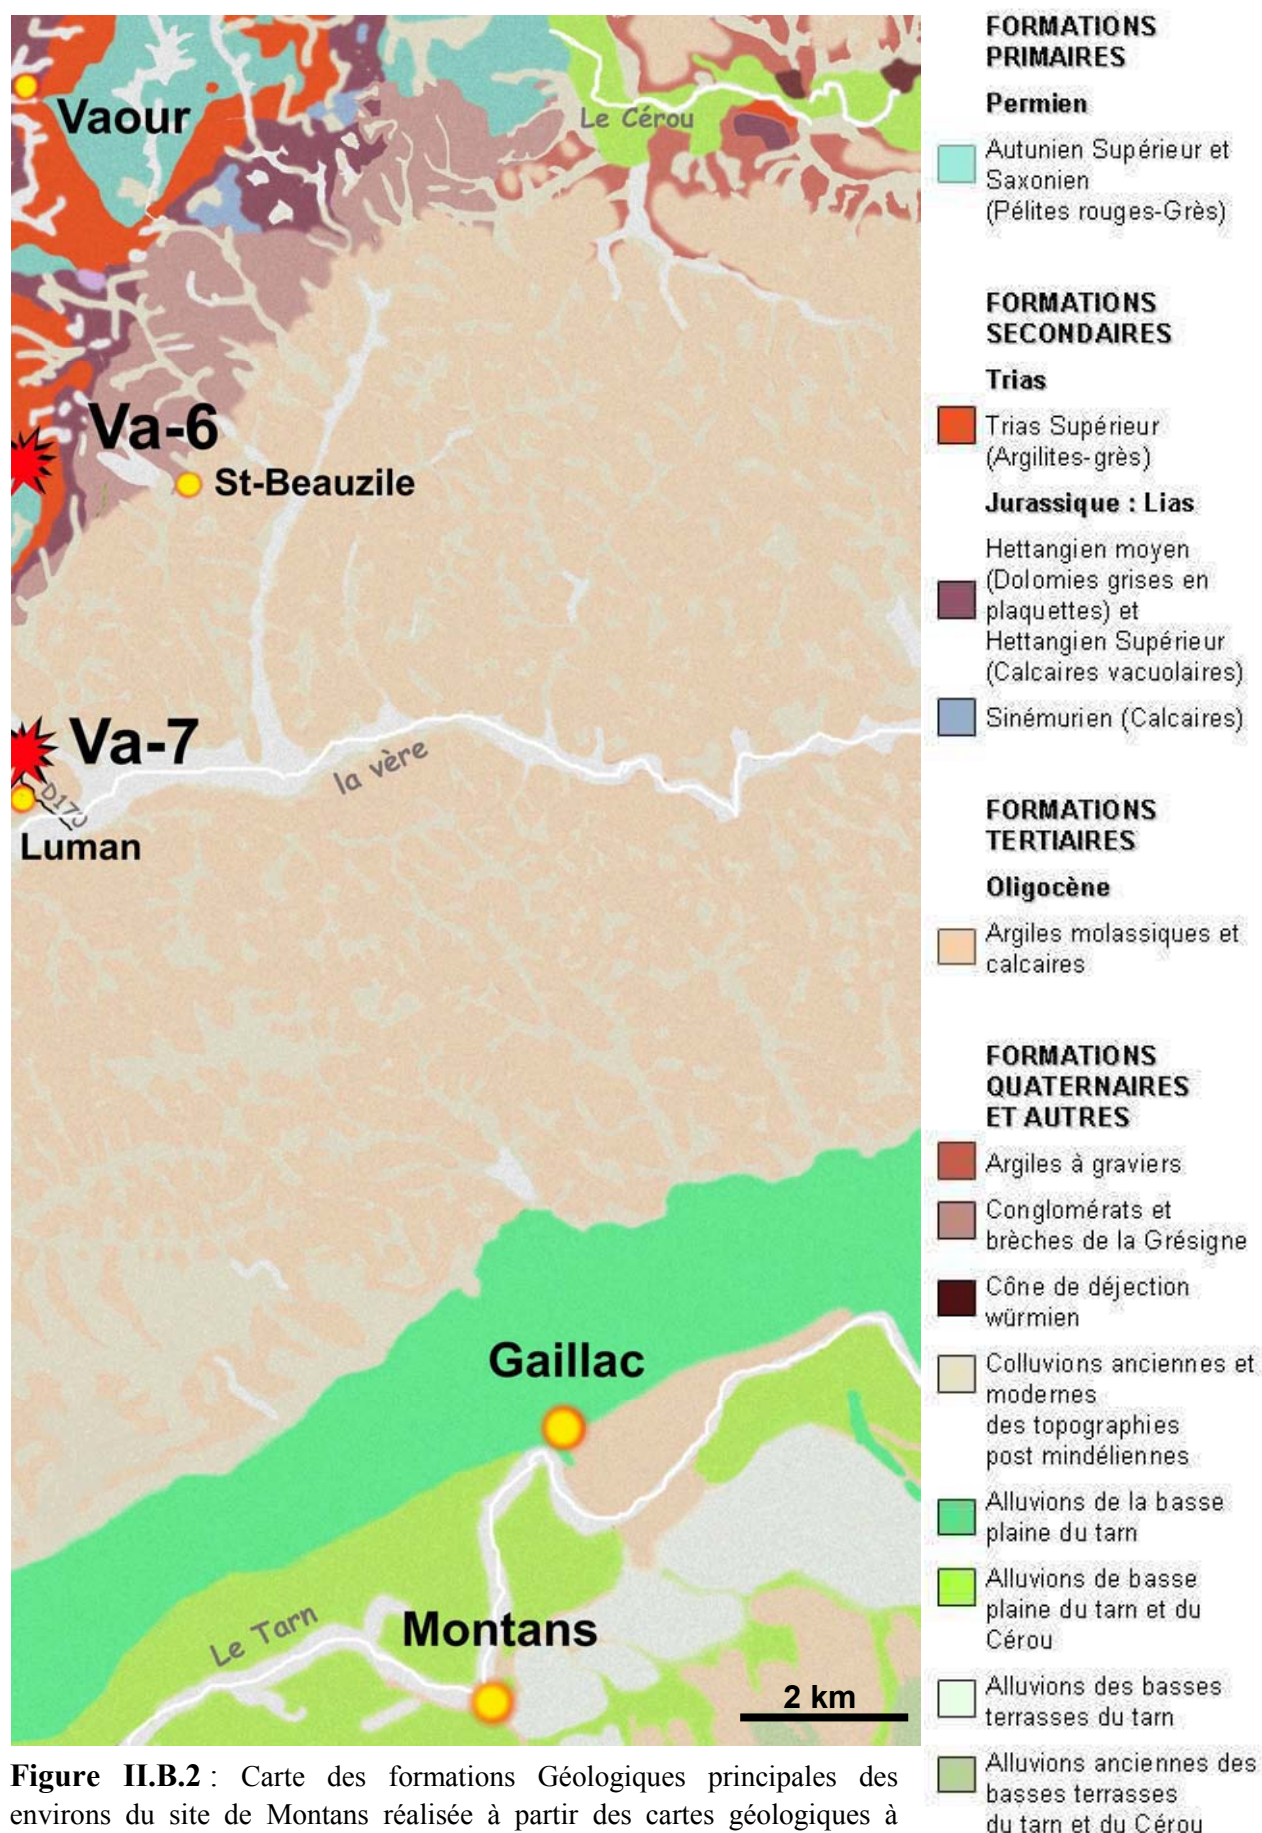 Vaour
Le Cérou
Va-6
St-Beauzile
Va-7
la vère
D17
Luman
Gaillac
Le Tarn
Montans
2 km
Figure II.B.2 : Carte des formations Géologiques principales des
environs du site de Montans réalisée à partir des cartes géologiques à
FORMATIONS
PRIMAIRES
Permien
Autunien Supérieur et
Saxonien
(Pélites rouges-Grès)
FORMATIONS
SECONDAIRES
Trias
Trias Supérieur
(Argilites-grès)
Jurassique : Lias
Hettangien moyen
(Dolomies grises en
plaquettes) et
Hettangien Supérieur
(Calcaires vacuolaires)
Sinémurien (Calcaires)
FORMATIONS
TERTIAIRES
Oligocène
Argiles molassiques et
calcaires
FORMATIONS
QUATERNAIRES
ET AUTRES
Argiles à graviers
Conglomérats et
brèches de la Grésigne
Cône de déjection
würmien
Colluvions anciennes et
modernes
des topographies
post mindéliennes
Alluvions de la basse
plaine du tarn
Alluvions de basse
plaine du tarn et du
Cérou
Alluvions des basses
terrasses du tarn
Alluvions anciennes des
basses terrasses
du tarn et du Cérou